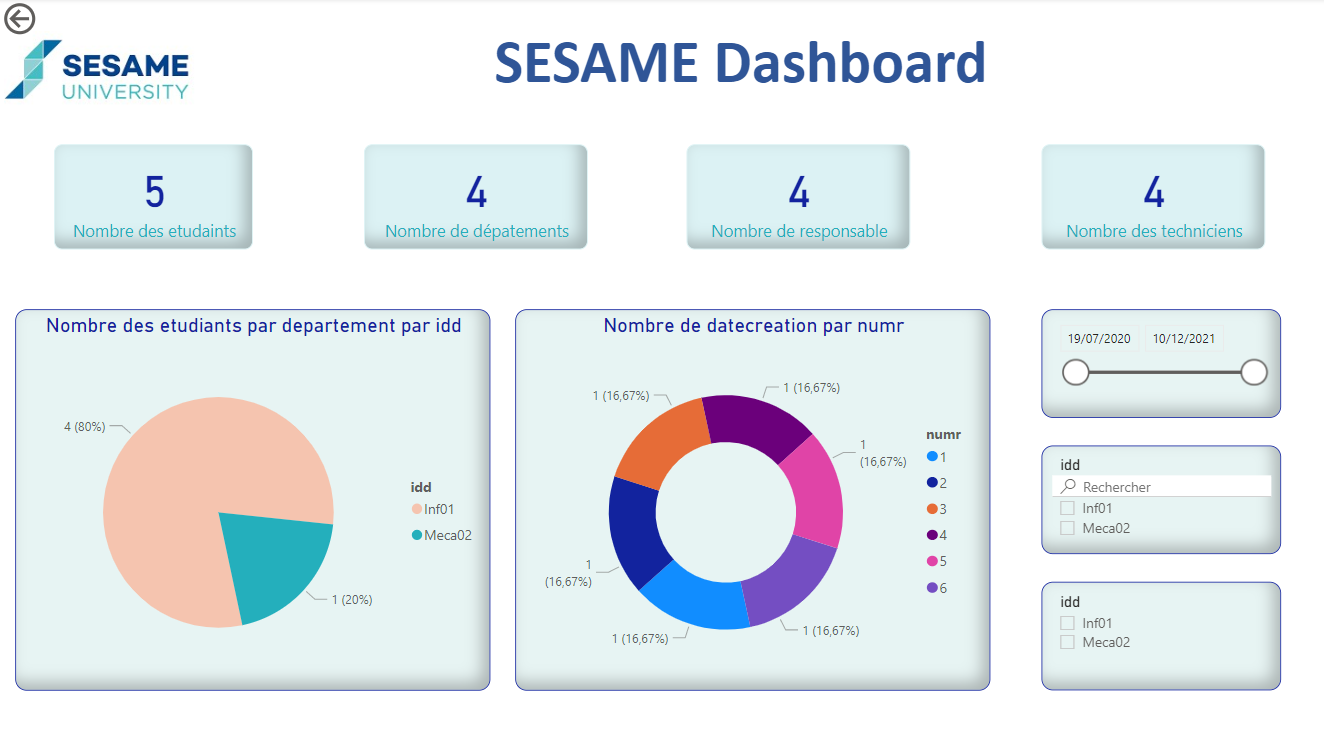 SESAME
UNIVERSITY
SESAME Dashboard
5
Nombre des etudaints
4
Nombre de dépatements
4
Nombre de responsable
4
Nombre des techniciens
Nombre des etudiants par departement par idd
4 (80%)
1 (20%)
idd
Inf01
Meca02
Nombre de datecreation par numr
1 (16,67%)
1 (16,67%)
1
(16,67%)
1
(16,67%)
1 (16,67%)
1 (16,67%)
numr
1
2
3
4
5
6
19/07/2020 10/12/2021
idd
Rechercher
Inf01
Meca02
idd
Inf01
Meca02